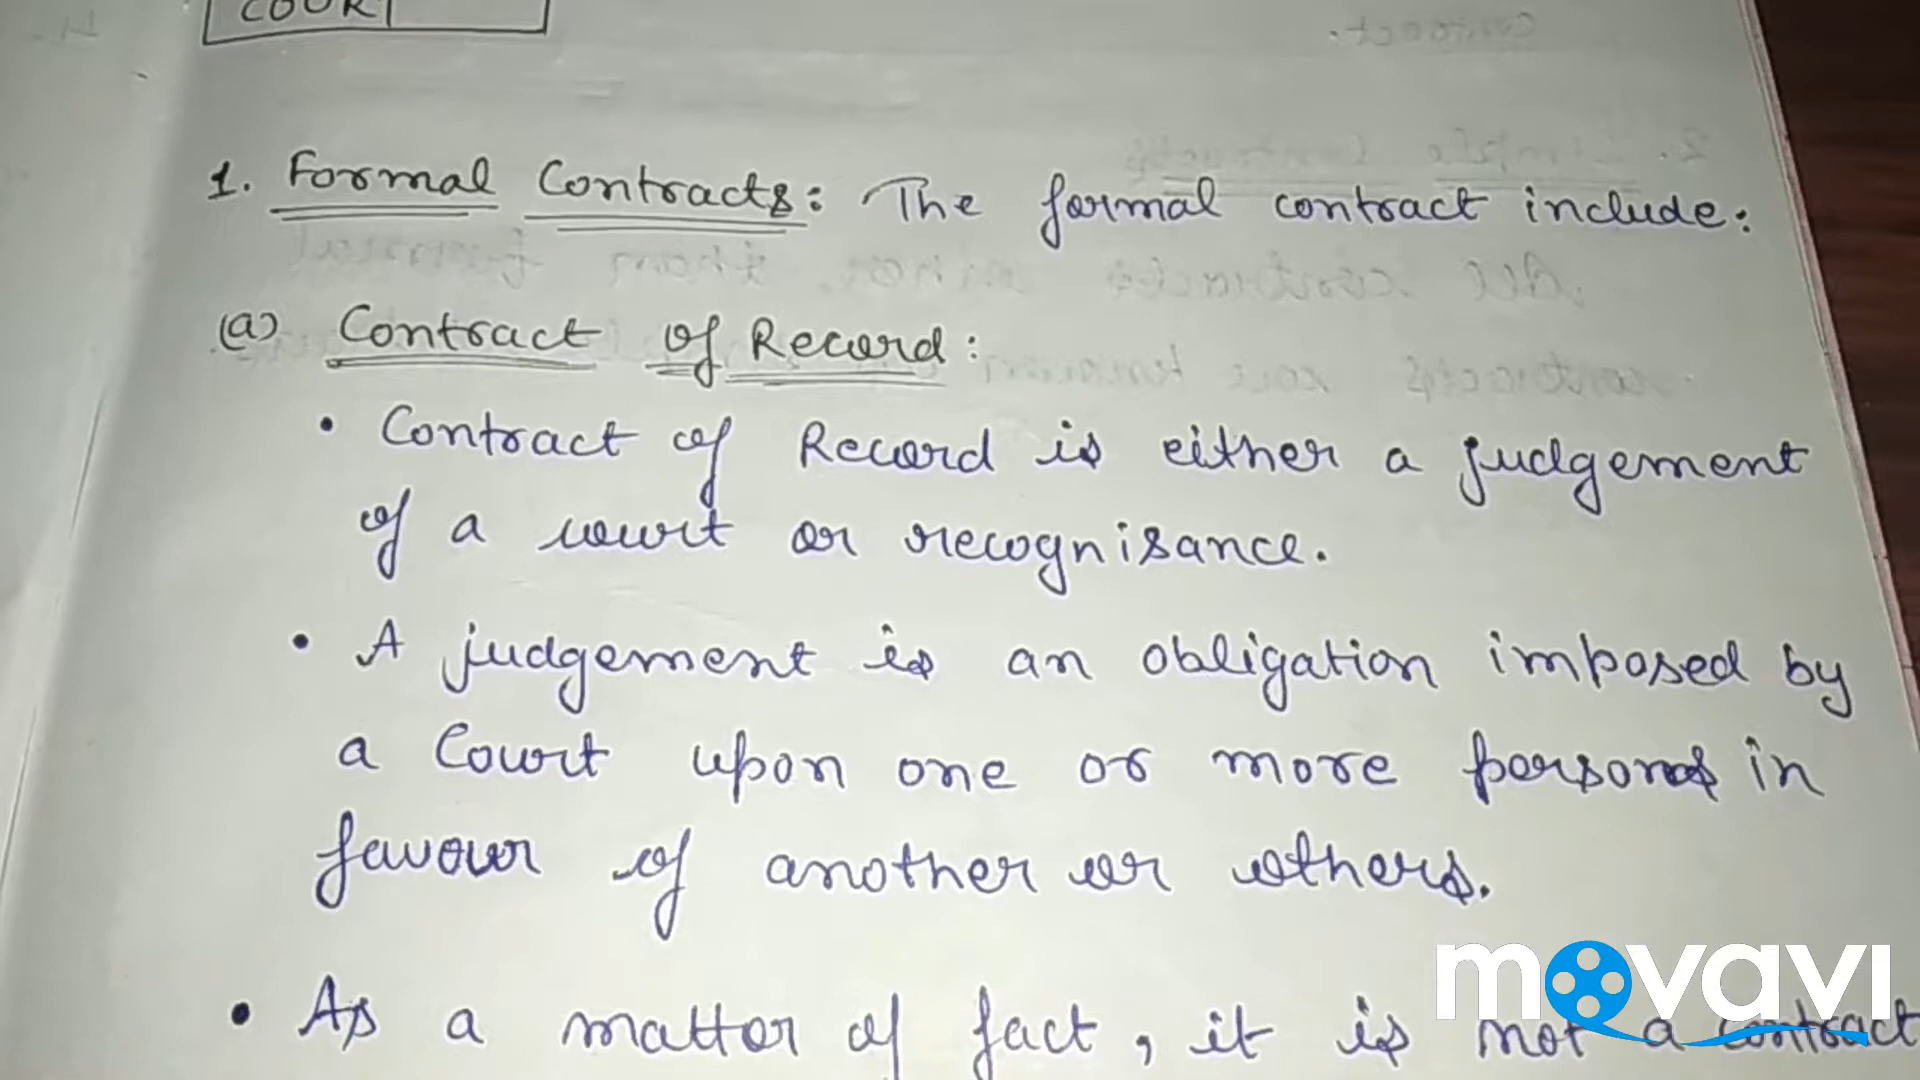 COURT
1. Formal Contracts: The formal contract include:
(a) Contract of Record:
• Contract of Record is either a judgement
of a court or recognisance.
• A judgement is an obligation imposed by
a Court upon one or more persons in
favour of another or others.
• As a matter of fact, it is not a contract
movavi